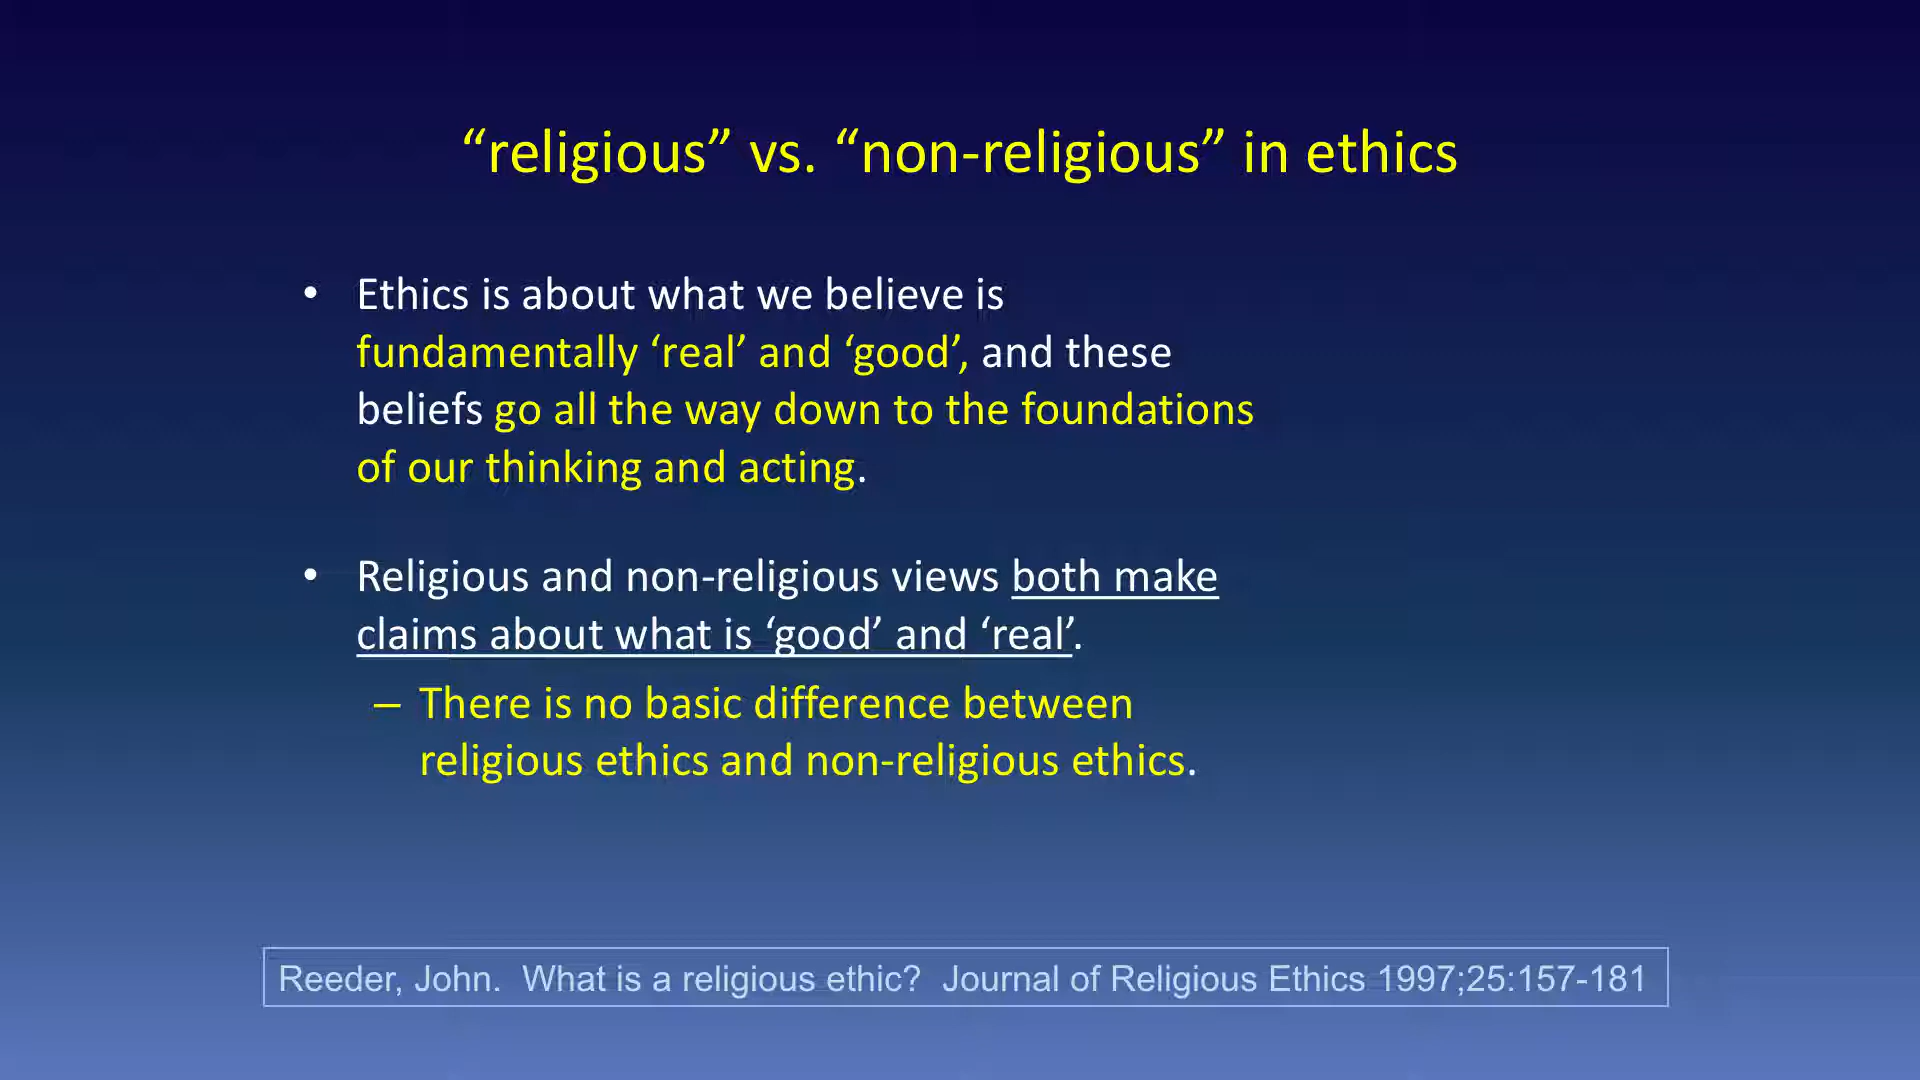 “religious” vs. “non-religious” in ethics
• Ethics is about what we believe is
fundamentally ‘real’ and ‘good’, and these
beliefs go all the way down to the foundations
of our thinking and acting.
• Religious and non-religious views both make
claims about what is ‘good’ and ‘real’.
– There is no basic difference between
religious ethics and non-religious ethics.
Reeder, John.  What is a religious ethic?  Journal of Religious Ethics 1997;25:157-181